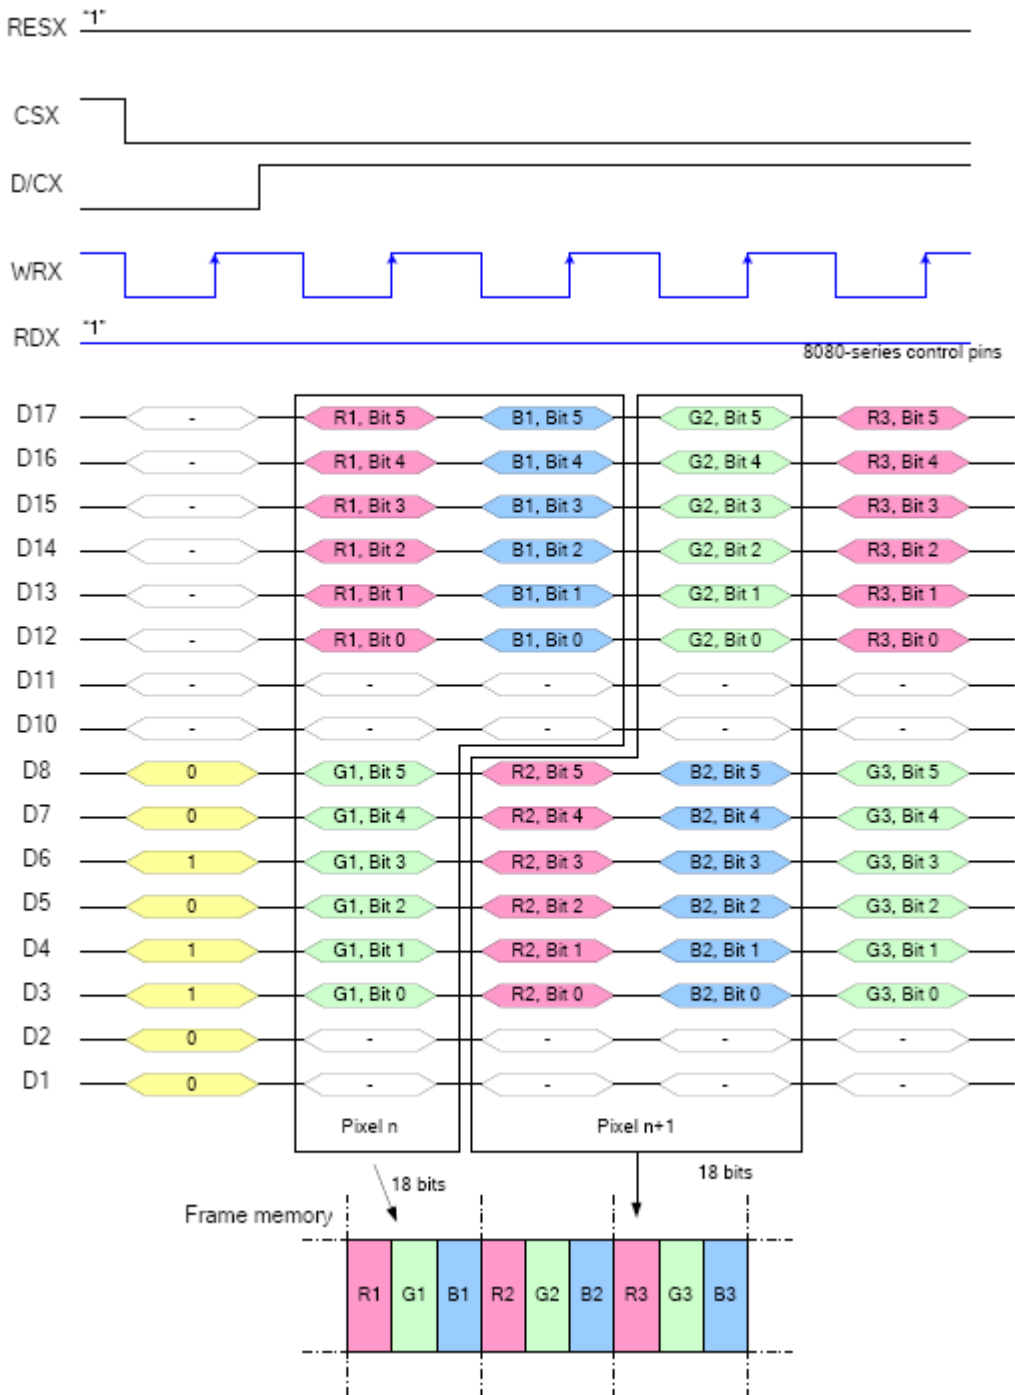 RESX "1"
CSX
D/CX
WRX
RDX "1"
8080-series control pins
D17 - R1, Bit 5 B1, Bit 5 G2, Bit 5 R3, Bit 5
D16 - R1, Bit 4 B1, Bit 4 G2, Bit 4 R3, Bit 4
D15 - R1, Bit 3 B1, Bit 3 G2, Bit 3 R3, Bit 3
D14 - R1, Bit 2 B1, Bit 2 G2, Bit 2 R3, Bit 2
D13 - R1, Bit 1 B1, Bit 1 G2, Bit 1 R3, Bit 1
D12 - R1, Bit 0 B1, Bit 0 G2, Bit 0 R3, Bit 0
D11 - - - - -
D10 - - - - -
D8 0 G1, Bit 5 R2, Bit 5 B2, Bit 5 G3, Bit 5
D7 0 G1, Bit 4 R2, Bit 4 B2, Bit 4 G3, Bit 4
D6 1 G1, Bit 3 R2, Bit 3 B2, Bit 3 G3, Bit 3
D5 0 G1, Bit 2 R2, Bit 2 B2, Bit 2 G3, Bit 2
D4 1 G1, Bit 1 R2, Bit 1 B2, Bit 1 G3, Bit 1
D3 1 G1, Bit 0 R2, Bit 0 B2, Bit 0 G3, Bit 0
D2 0 - - - -
D1 0 - - - -
Pixel n Pixel n+1
18 bits 18 bits
Frame memory
R1 G1 B1 R2 G2 B2 R3 G3 B3